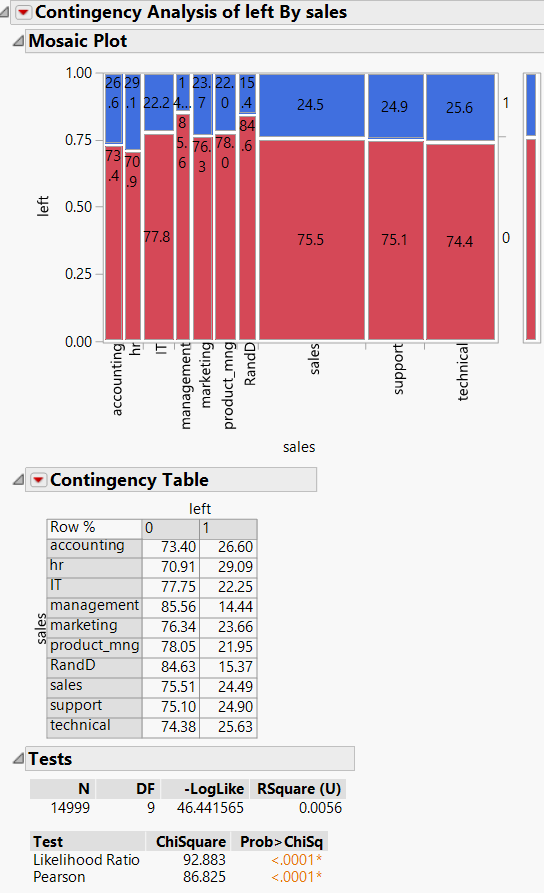 Contingency Analysis of left By sales
Mosaic Plot
1.00
0.75
0.50
0.25
0.00
left
26.6
29.1
22.2
14...
23.7
22.0
15.4
24.5
24.9
25.6
1
73.4
70.9
77.8
85.6
76.3
78.0
84.6
75.5
75.1
74.4
0
accounting
hr
IT
management
marketing
product_mng
RandD
sales
support
technical
sales
Contingency Table
left
Row % 0 1
sales
accounting 73.40 26.60
hr 70.91 29.09
IT 77.75 22.25
management 85.56 14.44
marketing 76.34 23.66
product_mng 78.05 21.95
RandD 84.63 15.37
sales 75.51 24.49
support 75.10 24.90
technical 74.38 25.63
Tests
N DF -LogLike RSquare (U)
14999 9 46.441565 0.0056
Test ChiSquare Prob>ChiSq
Likelihood Ratio 92.883 <.0001*
Pearson 86.825 <.0001*